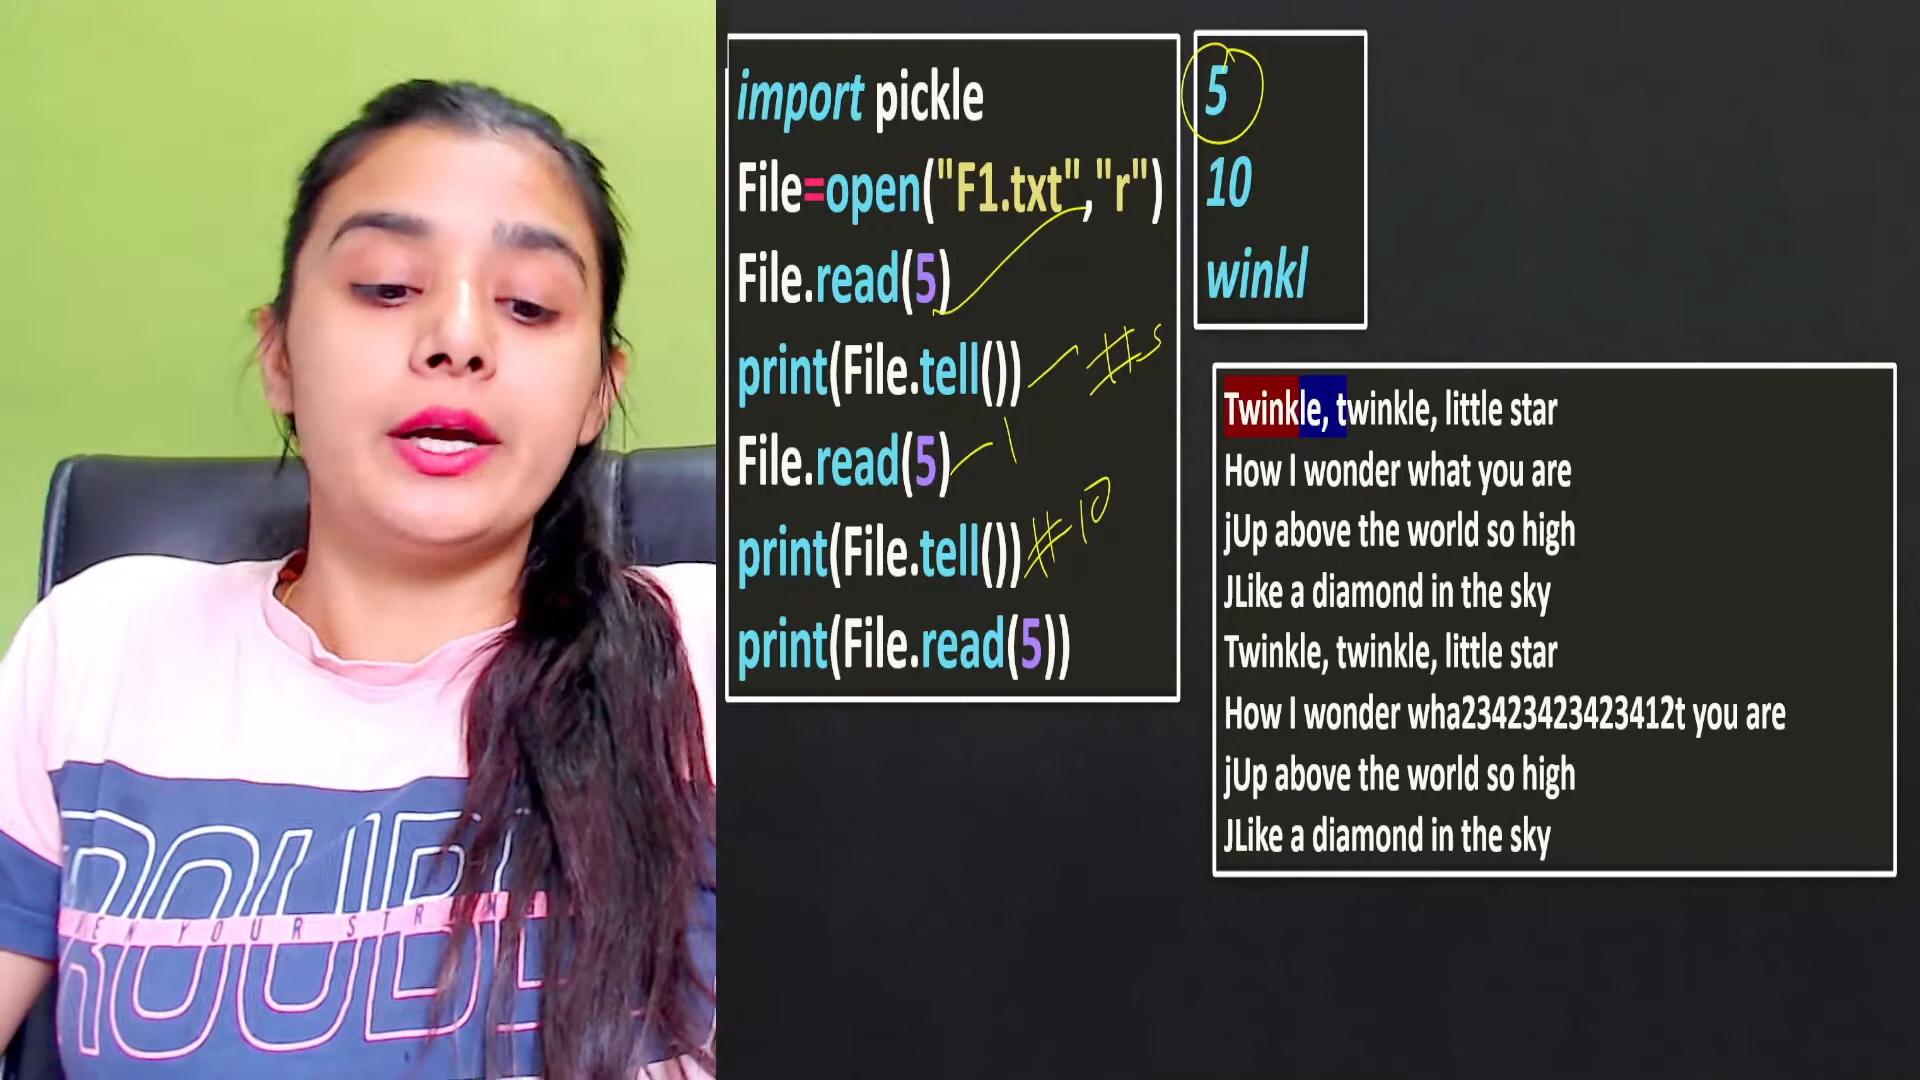 import pickle
File=open("F1.txt","r")
File.read(5)
print(File.tell())
#5
File.read(5)
print(File.tell())
#10
print(File.read(5))
5
10
winkl
Twinkle, twinkle, little star
How I wonder what you are
jUp above the world so high
JLike a diamond in the sky
Twinkle, twinkle, little star
How I wonder wha23423423423412t you are
jUp above the world so high
JLike a diamond in the sky
YOUR